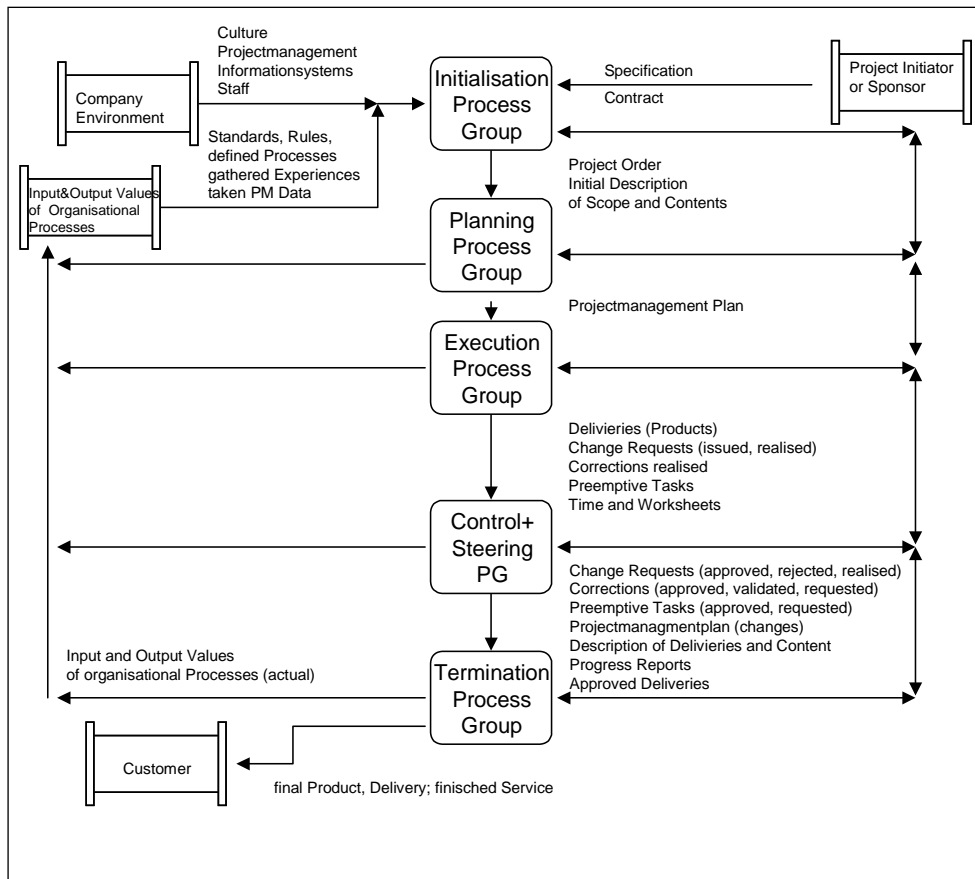 Culture
Projectmanagement
Informationsystems
Staff
Company
Environment
Initialisation
Process
Group
Specification
Contract
Project Initiator
or Sponsor
Standards, Rules,
defined Processes
gathered Experiences
taken PM Data
Input&Output Values
of Organisational
Processes
Project Order
Initial Description
of Scope and Contents
Planning
Process
Group
Projectmanagement Plan
Execution
Process
Group
Delivieries (Products)
Change Requests (issued, realised)
Corrections realised
Preemptive Tasks
Time and Worksheets
Control+
Steering
PG
Change Requests (approved, rejected, realised)
Corrections (approved, validated, requested)
Preemptive Tasks (approved, requested)
Projectmanagmentplan (changes)
Description of Delivieries and Content
Progress Reports
Approved Deliveries
Input and Output Values
of organisational Processes (actual)
Termination
Process
Group
Customer
final Product, Delivery; finisched Service